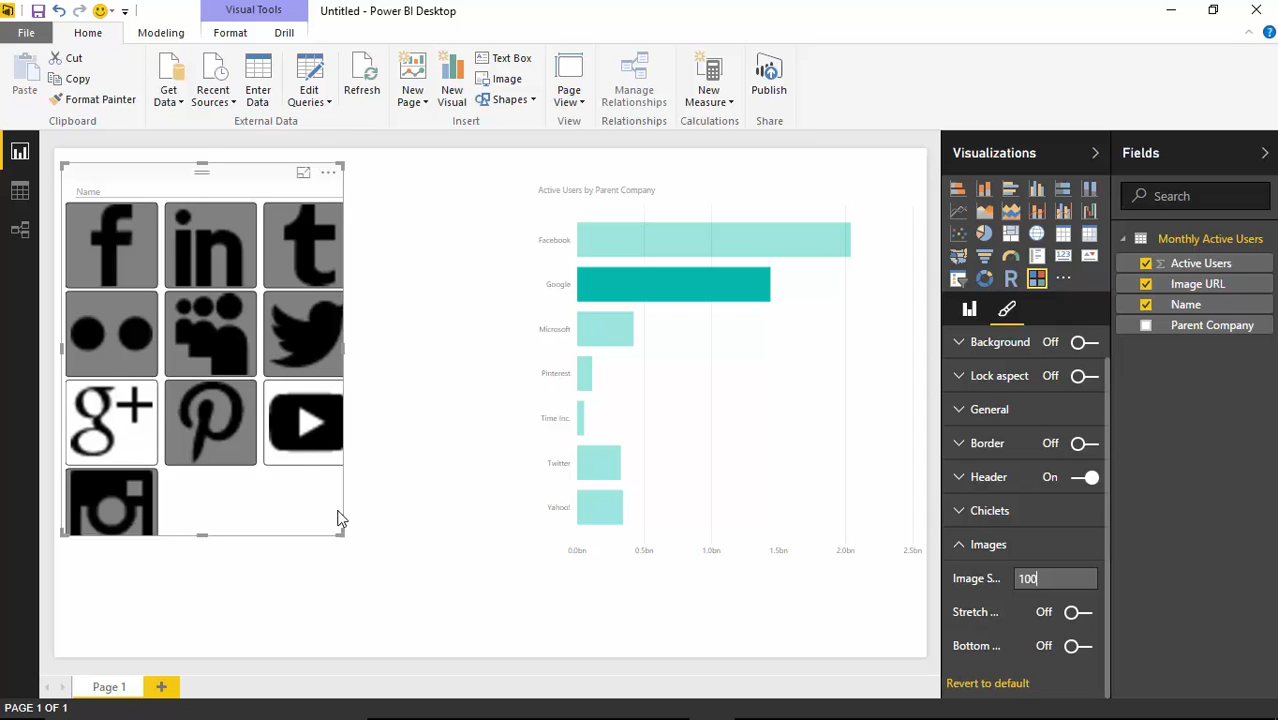 Visual Tools
Untitled - Power BI Desktop
File
Home
Modeling
Format
Drill
Paste
Cut
Copy
Format Painter
Clipboard
Get Data
Recent Sources
Enter Data
Edit Queries
Refresh
External Data
New Page
New Visual
Text Box
Image
Shapes
Insert
Page View
View
Manage Relationships
Relationships
New Measure
Calculations
Publish
Share
Name
f
in
t
g+
Active Users by Parent Company
Facebook
Google
Microsoft
Pinterest
Time Inc.
Twitter
Yahoo!
0.0bn
0.5bn
1.0bn
1.5bn
2.0bn
2.5bn
Visualizations
R
Background Off
Lock aspect Off
General
Border Off
Header On
Chiclets
Images
Image S... 100
Stretch ... Off
Bottom ... Off
Revert to default
Fields
Search
Monthly Active Users
Σ Active Users
Image URL
Name
Parent Company
Page 1
PAGE 1 OF 1